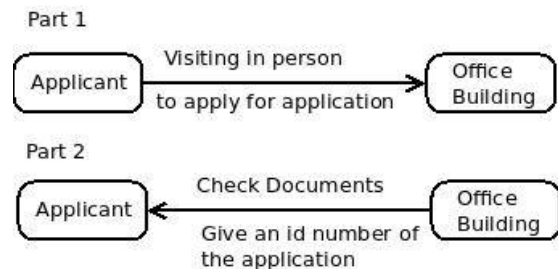 Part 1
Applicant
Visiting in person
to apply for application
Office
Building
Part 2
Applicant
Check Documents
Give an id number of
the application
Office
Building